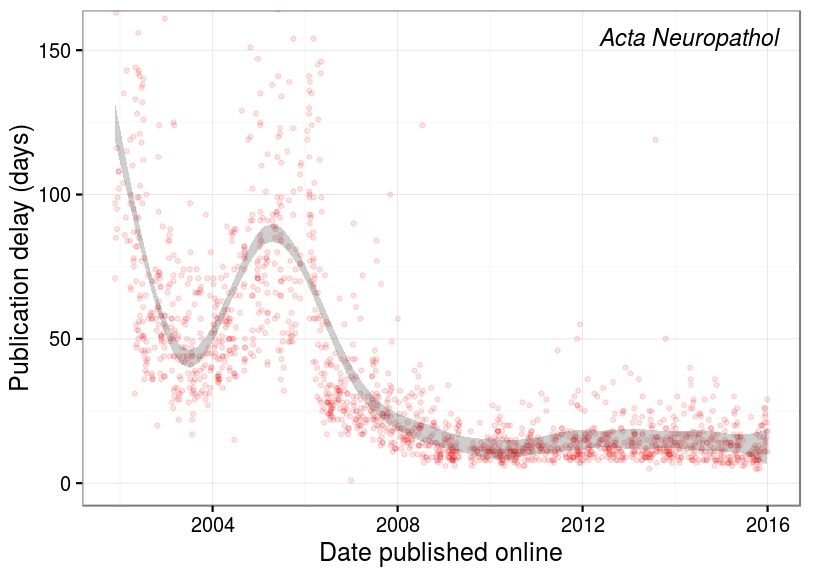 Acta Neuropathol
Publication delay (days)
150
100
50
0
2004 2008 2012 2016
Date published online